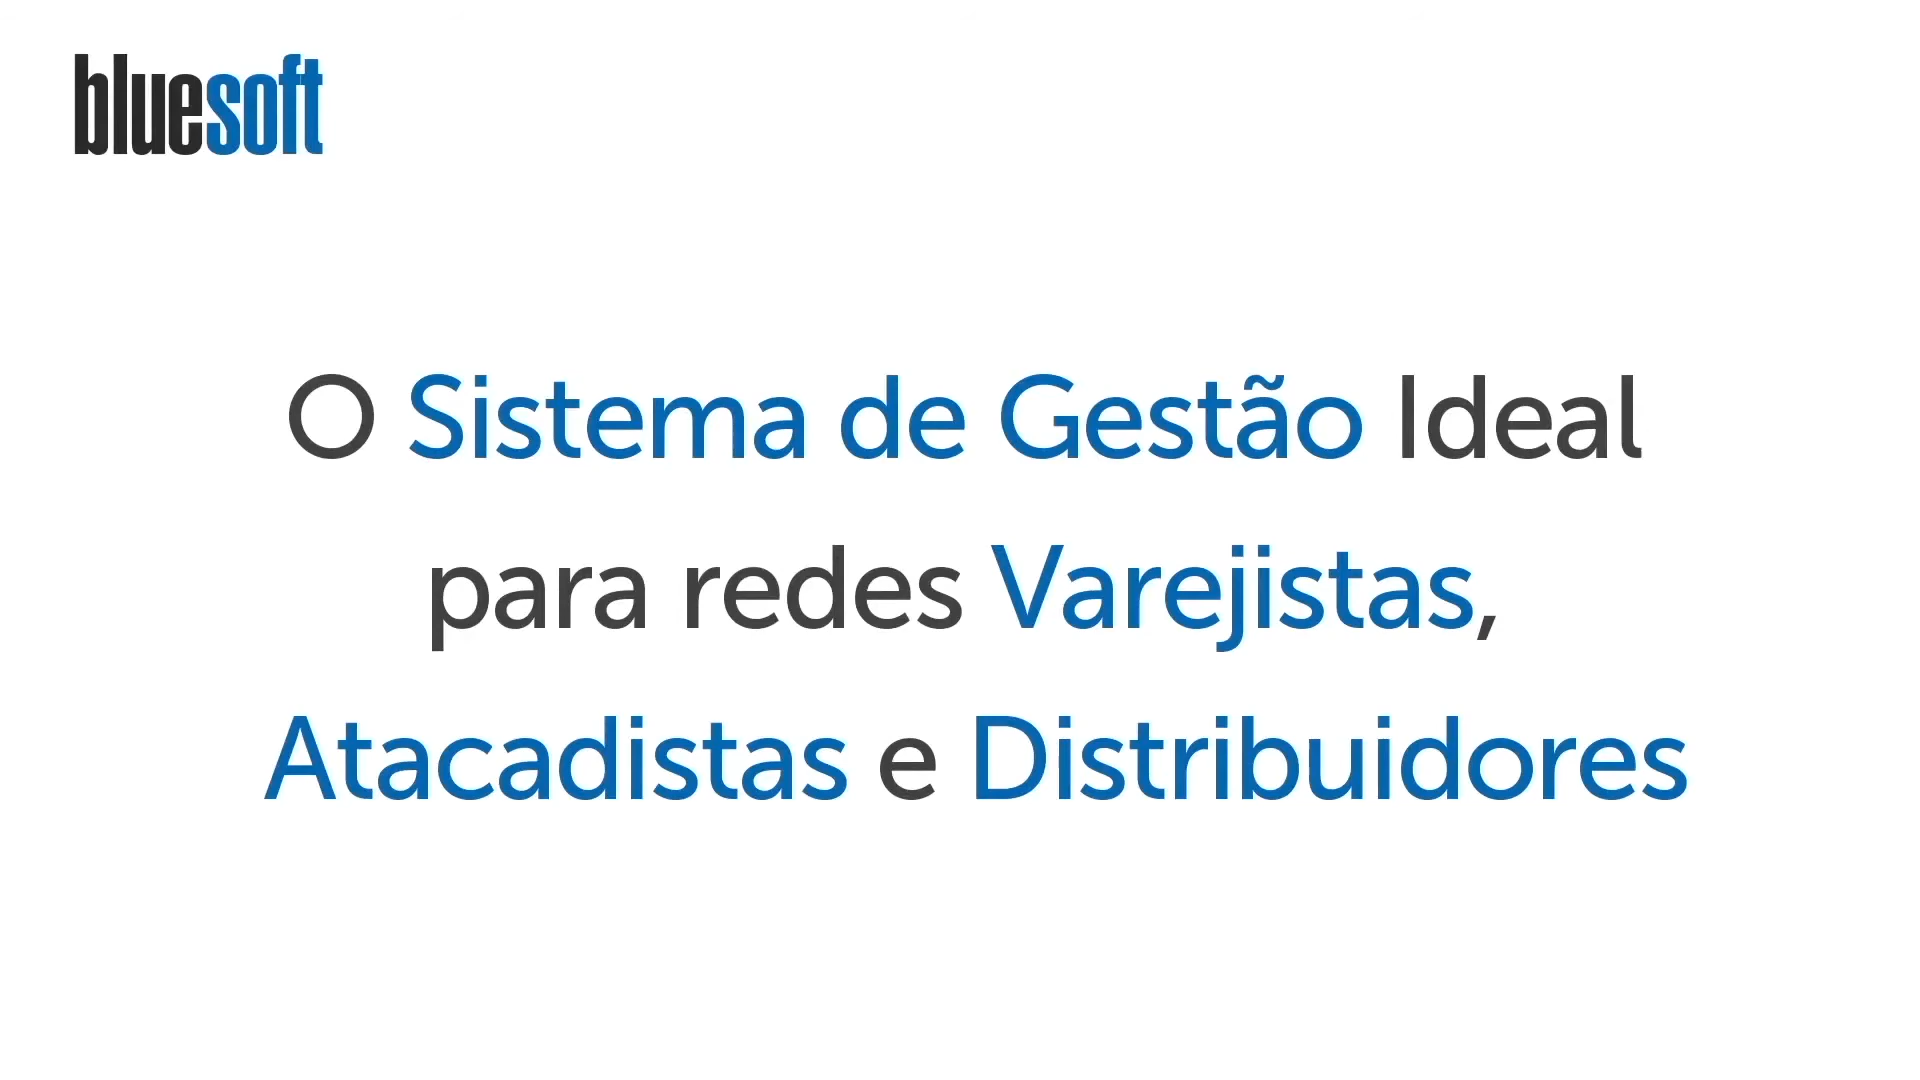 bluesoft
O Sistema de Gestão Ideal
para redes Varejistas,
Atacadistas e Distribuidores